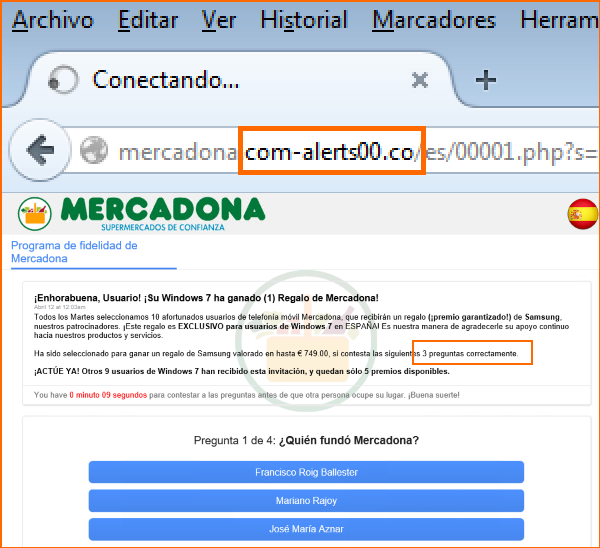 Archivo Editar Ver Historial Marcadores Herram
Conectando...
mercadona.com-alerts00.co/es/00001.php?s=
MERCADONA
SUPERMERCADOS DE CONFIANZA
Programa de fidelidad de
Mercadona
¡Enhorabuena, Usuario! ¡Su Windows 7 ha ganado (1) Regalo de Mercadona!
Abril 12 at 12:03am
Todos los Martes seleccionamos 10 afortunados usuarios de telefonía móvil Mercadona, que recibirán un regalo (¡premio garantizado!) de Samsung,
nuestros patrocinadores. ¡Este regalo es EXCLUSIVO para usuarios de Windows 7 en ESPAÑA! Es nuestra manera de agradecerle su apoyo continuo
hacia nuestros productos y servicios.
Ha sido seleccionado para ganar un regalo de Samsung valorado en hasta € 749.00, si contesta las siguientes 3 preguntas correctamente.
¡ACTÚE YA! Otros 9 usuarios de Windows 7 han recibido esta invitación, y quedan sólo 5 premios disponibles.
You have 0 minuto 09 segundos para contestar a las preguntas antes de que otra persona ocupe su lugar. ¡Buena suerte!
Pregunta 1 de 4: ¿Quién fundó Mercadona?
Francisco Roig Ballester
Mariano Rajoy
José María Aznar